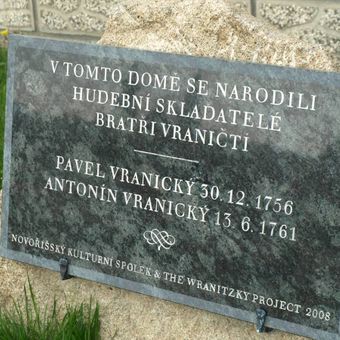 V TOMTO DOMĚ SE NARODILI
HUDEBNÍ SKLADATELÉ
BRATŘI VRANIČTÍ
PAVEL VRANICKÝ 30. 12. 1756
ANTONÍN VRANICKÝ 13. 6. 1761
NOVOŘÍŠSKÝ KULTURNÍ SPOLEK & THE WRANITZKY PROJECT 2008